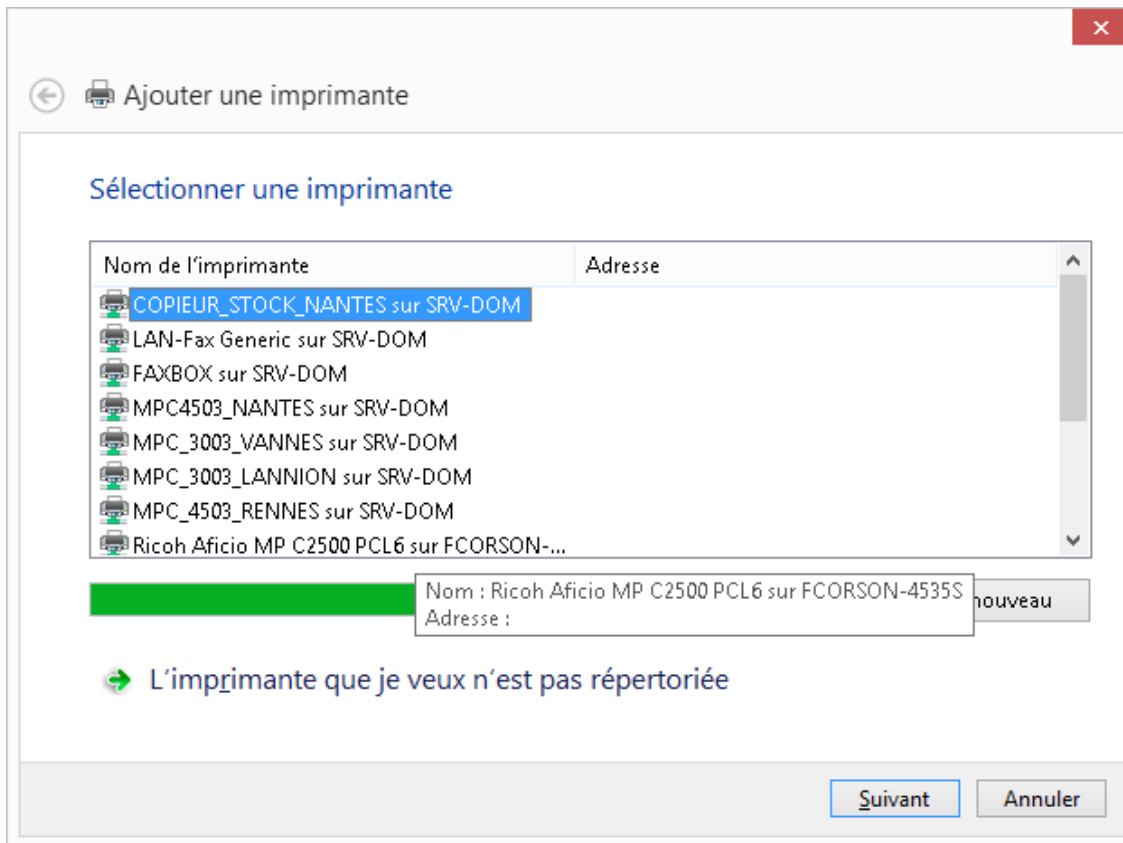 Ajouter une imprimante
Sélectionner une imprimante
Nom de l'imprimante Adresse
COPIEUR_STOCK_NANTES sur SRV-DOM
LAN-Fax Generic sur SRV-DOM
FAXBOX sur SRV-DOM
MPC4503_NANTES sur SRV-DOM
MPC_3003_VANNES sur SRV-DOM
MPC_3003_LANNION sur SRV-DOM
MPC_4503_RENNES sur SRV-DOM
Ricoh Aficio MP C2500 PCL6 sur FCORSON-...
Nom : Ricoh Aficio MP C2500 PCL6 sur FCORSON-4535S
Adresse :
nouveau
L'imprimante que je veux n'est pas répertoriée
Suivant Annuler